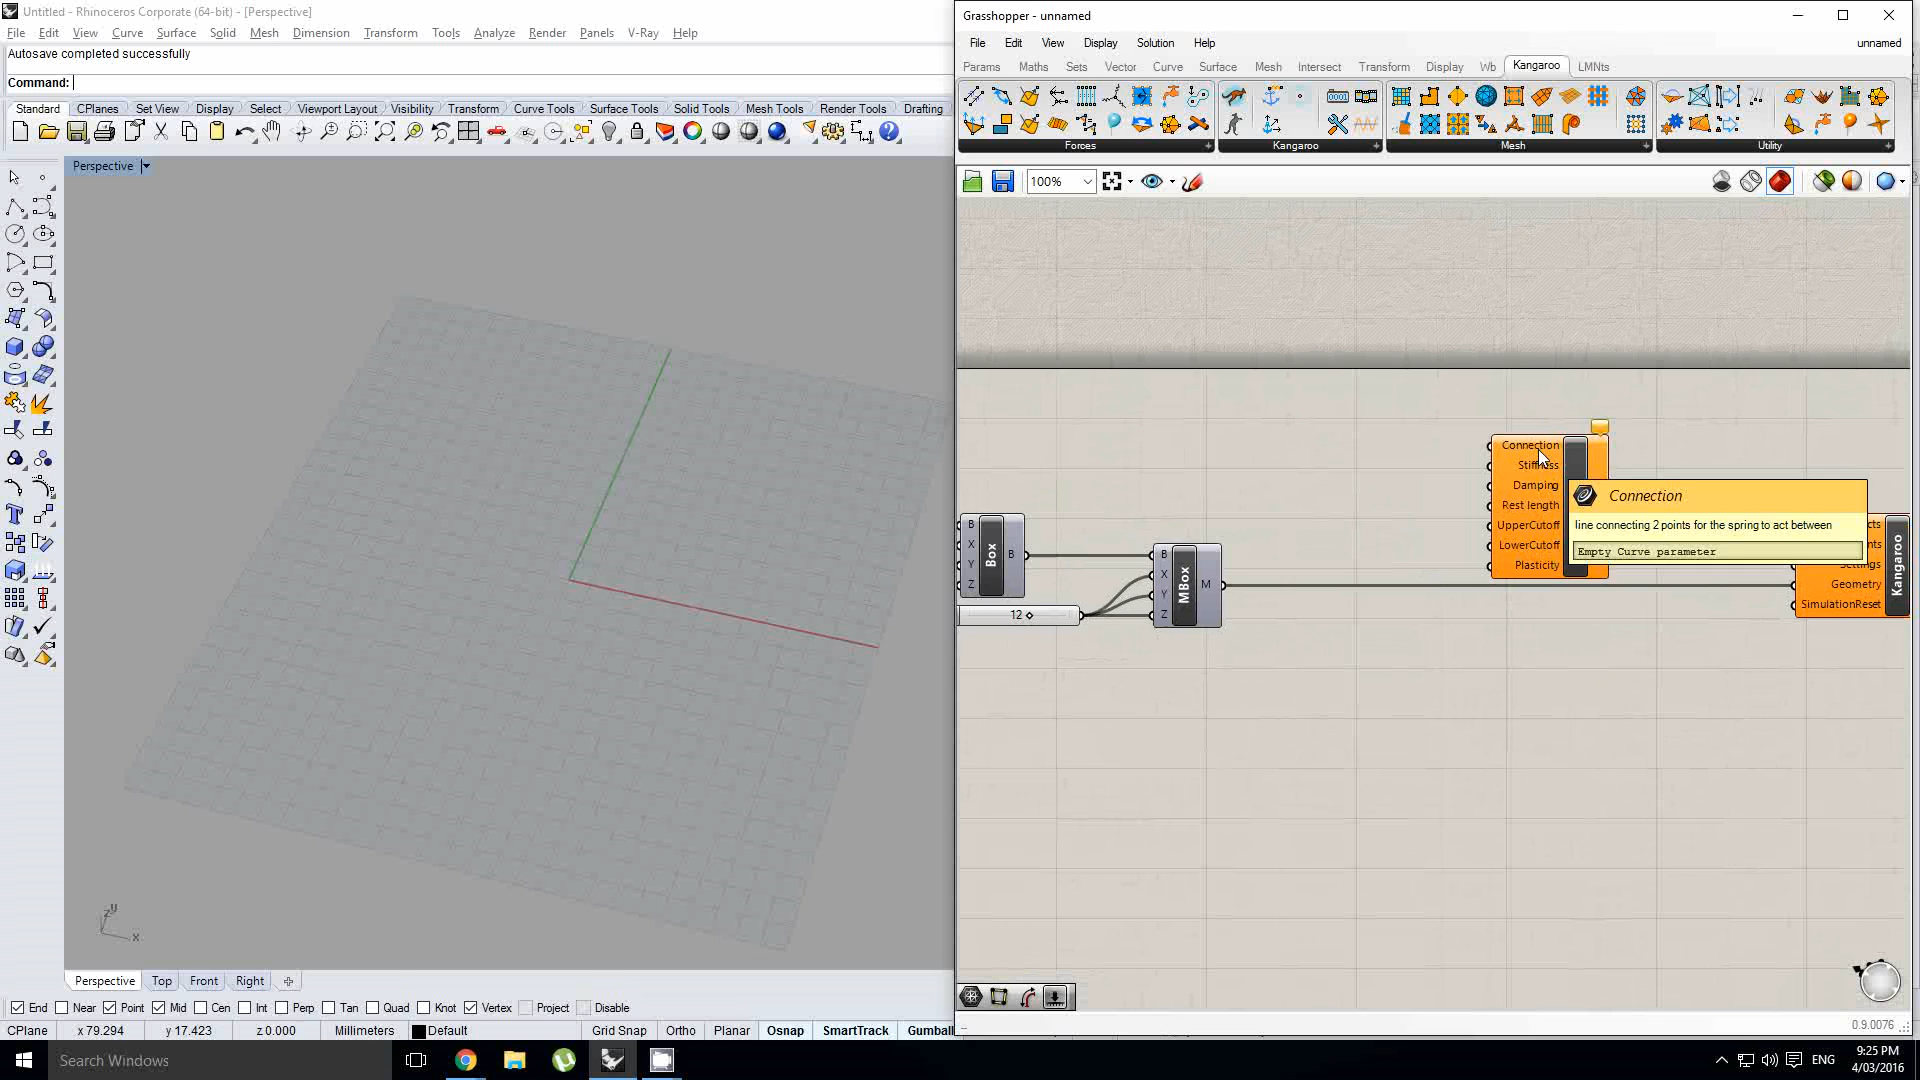 Untitled - Rhinoceros Corporate (64-bit) - [Perspective]
File Edit View Curve Surface Solid Mesh Dimension Transform Tools Analyze Render Panels V-Ray Help
Autosave completed successfully
Command:
Standard CPlanes Set View Display Select Viewport Layout Visibility Transform Curve Tools Surface Tools Solid Tools Mesh Tools Render Tools Drafting
Perspective
z y
x
Perspective Top Front Right
End Near Point Mid Cen Int Perp Tan Quad Knot Vertex Project Disable
CPlane x 79.294 y 17.423 z 0.000 Millimeters Default Grid Snap Ortho Planar Osnap SmartTrack Gumball
Grasshopper - unnamed
File Edit View Display Solution Help unnamed
Params Maths Sets Vector Curve Surface Mesh Intersect Transform Display Wb Kangaroo LMNts
Forces Kangaroo Mesh Utility
100%
Connection
Stiffness
Damping
Rest length
UpperCutoff
LowerCutoff
Plasticity
Connection
line connecting 2 points for the spring to act between
Empty Curve parameter
B
X
Y
Z
Box
B
12
B
X
Y
Z
MBox
M
Settings
Geometry
SimulationReset
Kangaroo
0.9.0076
Search Windows
ENG
9:25 PM
4/03/2016